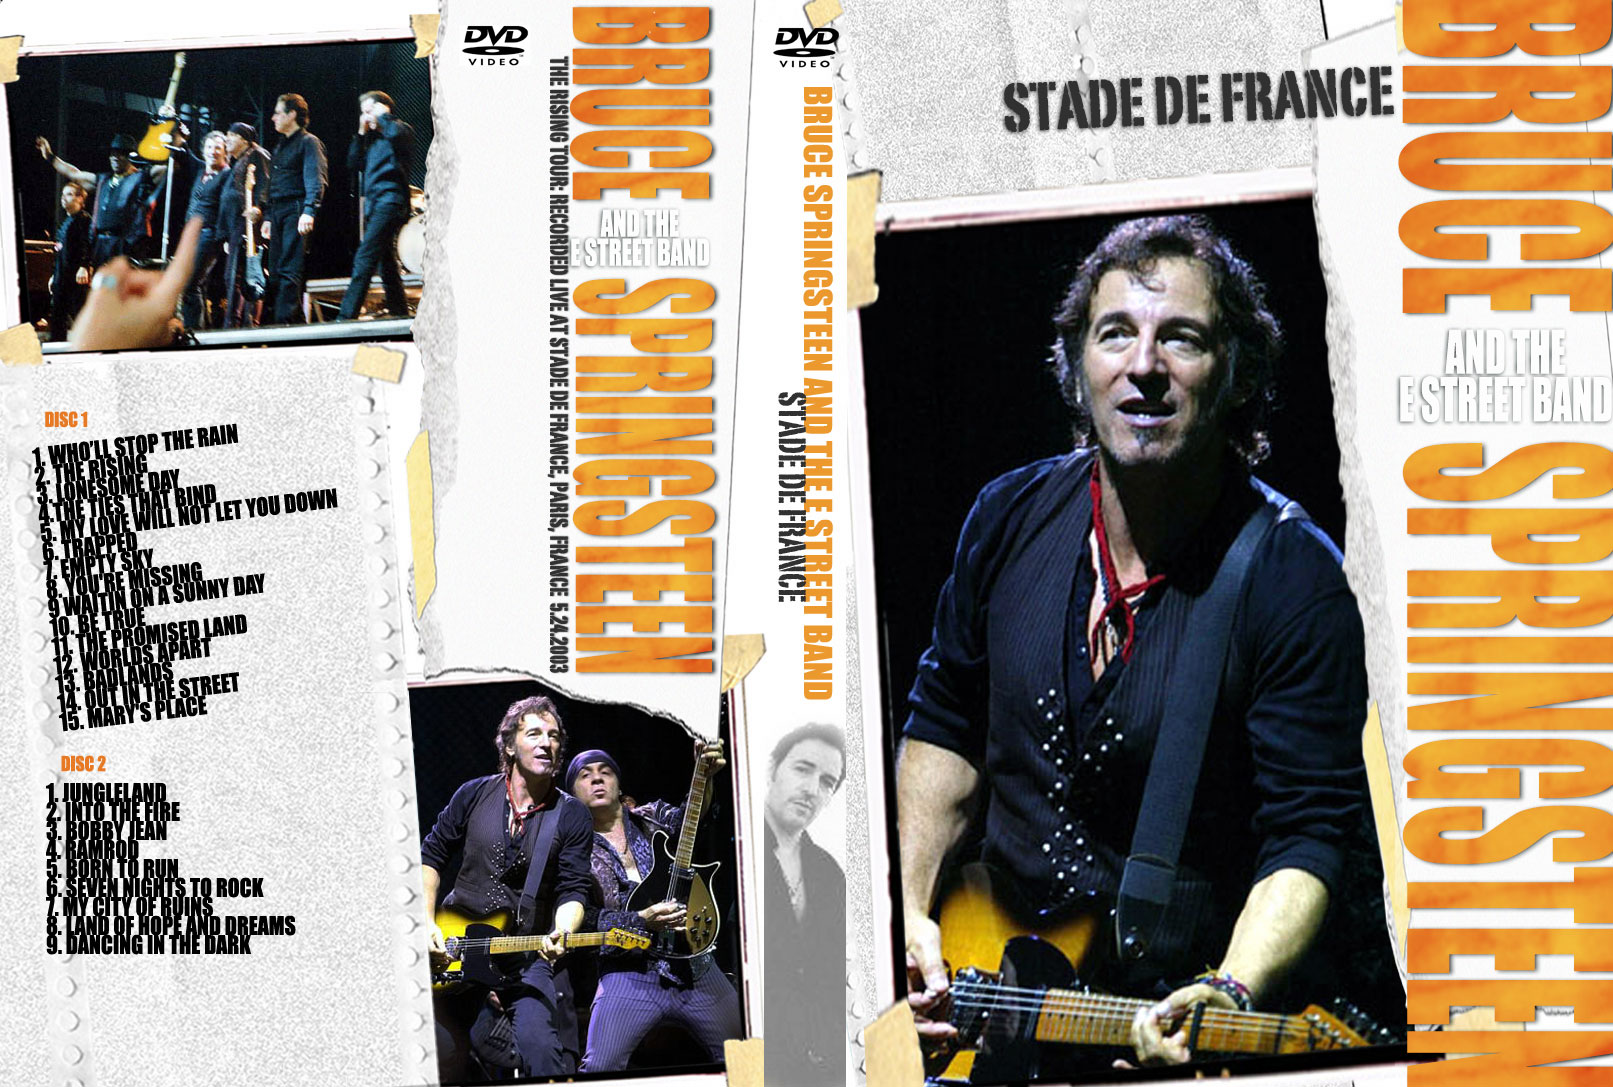 DVD
VIDEO
BRUCE
AND THE
E STREET BAND
SPRINGSTEEN
THE RISING TOUR: RECORDED LIVE AT STADE DE FRANCE, PARIS, FRANCE 5.24.2003
DISC 1
1. WHO'LL STOP THE RAIN
2. THE RISING
3. LONESOME DAY
4.THE TIES THAT BIND
5. MY LOVE WILL NOT LET YOU DOWN
6. TRAPPED
7. EMPTY SKY
8. YOU'RE MISSING
9 WAITIN ON A SUNNY DAY
10. BE TRUE
11. THE PROMISED LAND
12. WORLDS APART
13. BADLANDS
14. OUT IN THE STREET
15. MARY'S PLACE
DISC 2
1. JUNGLELAND
2. INTO THE FIRE
3. BOBBY JEAN
4. RAMROD
5. BORN TO RUN
6. SEVEN NIGHTS TO ROCK
7. MY CITY OF RUINS
8. LAND OF HOPE AND DREAMS
9. DANCING IN THE DARK
DVD
VIDEO
BRUCE SPRINGSTEEN AND THE E STREET BAND
STADE DE FRANCE
STADE DE FRANCE
BRUCE
AND THE
E STREET BAND
SPRINGSTEEN